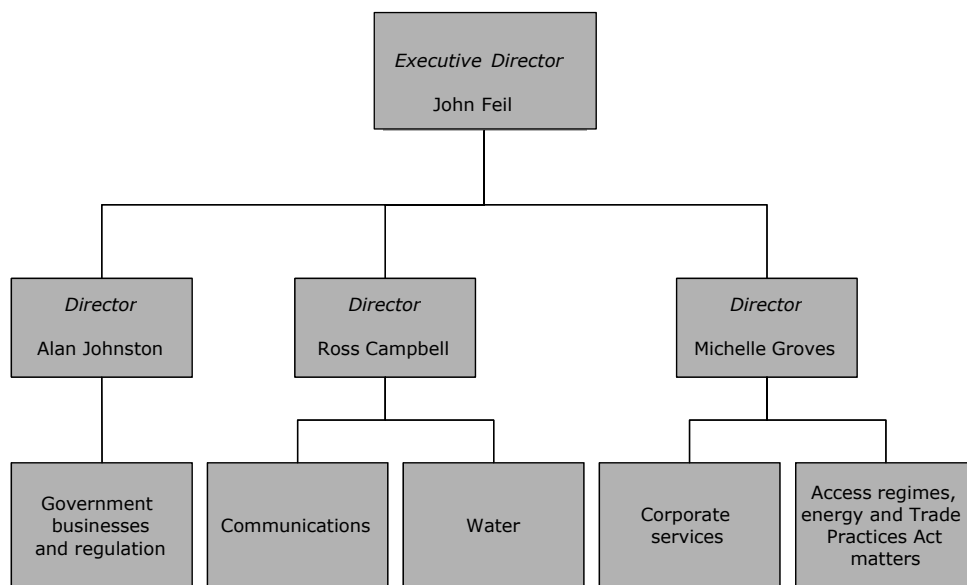 Executive Director
John Feil
Director
Alan Johnston
Director
Ross Campbell
Director
Michelle Groves
Government
businesses
and regulation
Communications
Water
Corporate
services
Access regimes,
energy and Trade
Practices Act
matters